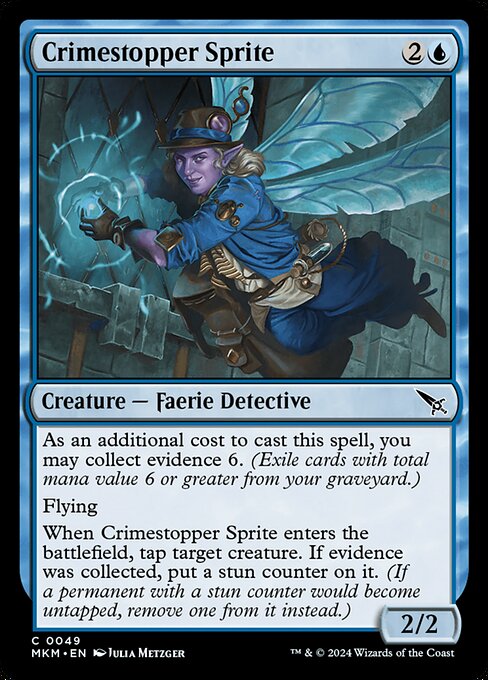 Crimestopper Sprite 2
Creature — Faerie Detective
As an additional cost to cast this spell, you
may collect evidence 6. (Exile cards with total
mana value 6 or greater from your graveyard.)
Flying
When Crimestopper Sprite enters the
battlefield, tap target creature. If evidence
was collected, put a stun counter on it. (If
a permanent with a stun counter would become
untapped, remove one from it instead.)
2/2
C 0049
MKM • EN Julia Metzger
™ & © 2024 Wizards of the Coast